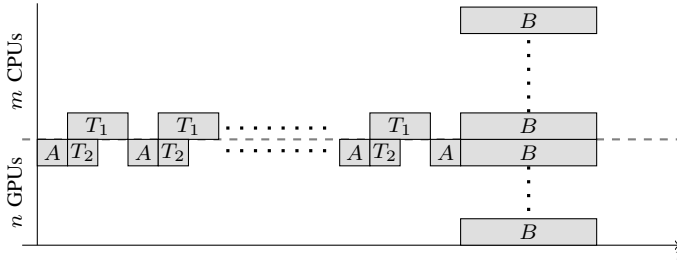 B
m CPUs
T₁ T₁ T₁ B
A T₂ A T₂ A T₂ A B
n GPUs
B